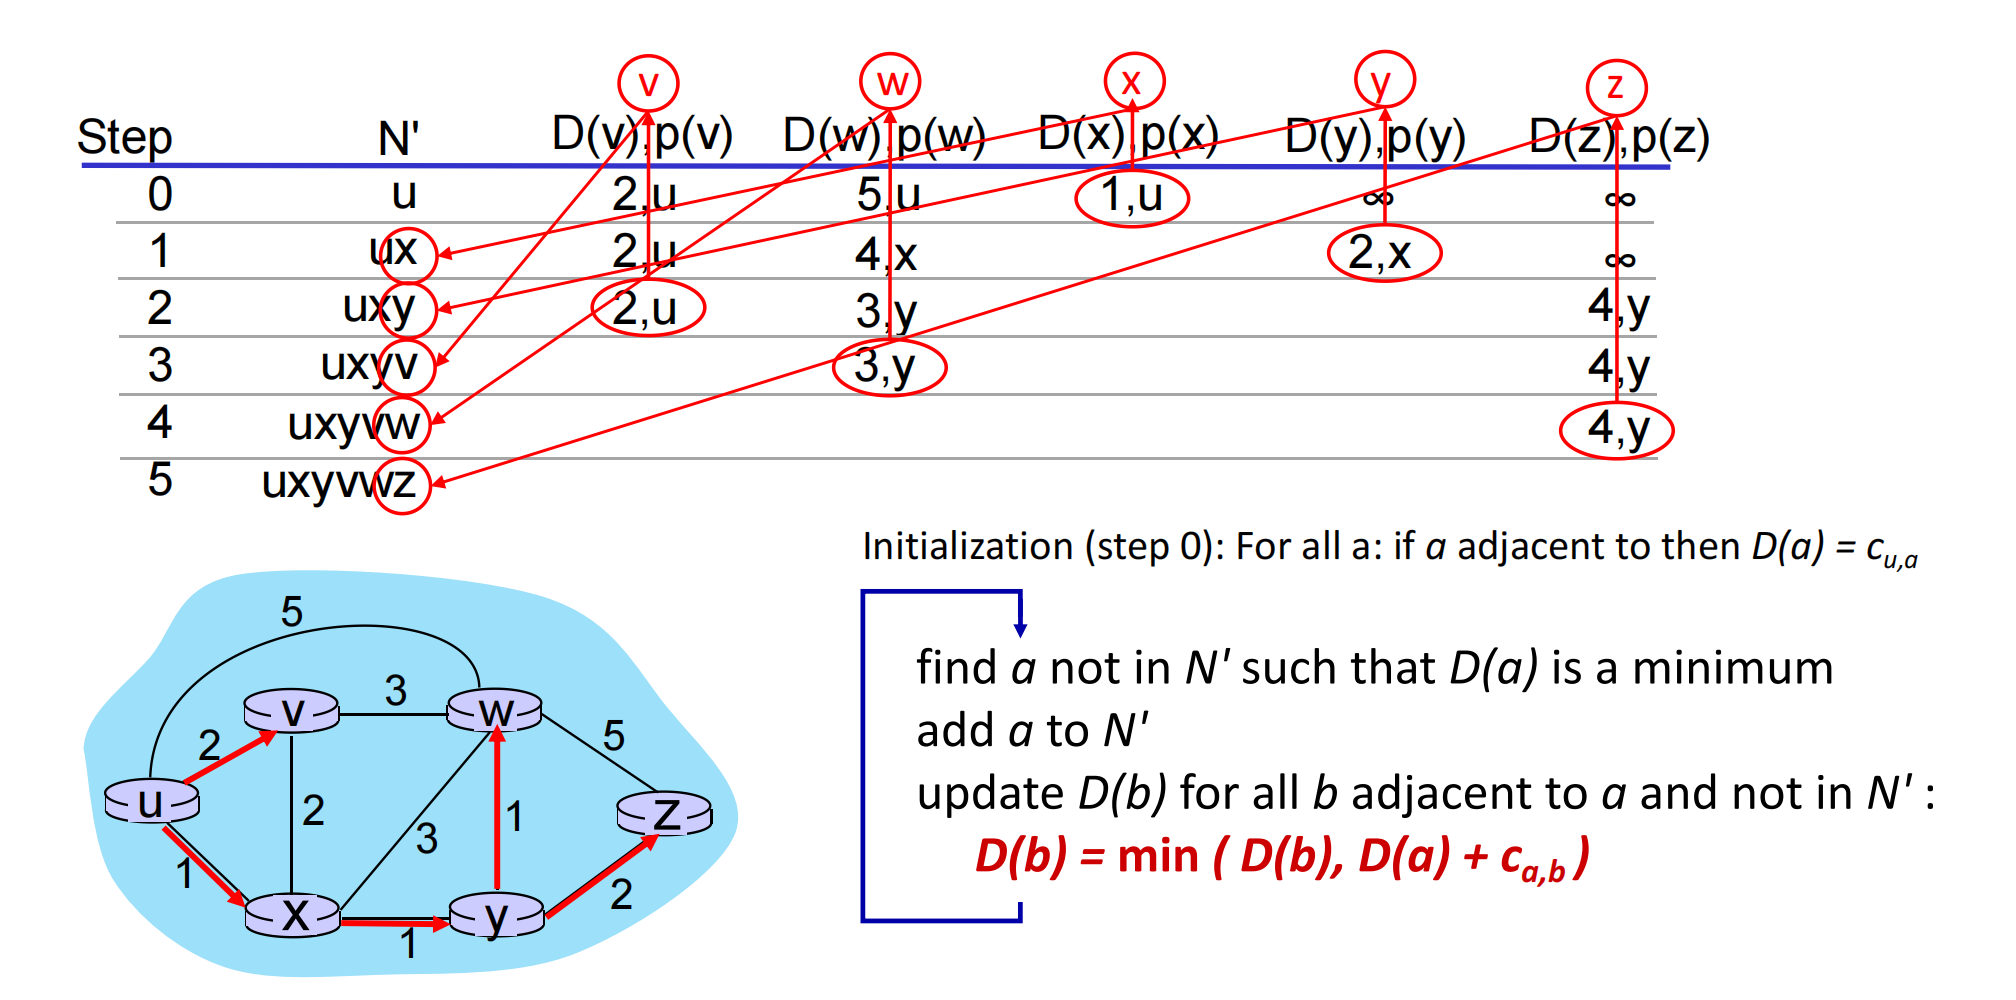 v w x y z
Step N' D(v),p(v) D(w),p(w) D(x),p(x) D(y),p(y) D(z),p(z)
0 u 2,u 5,u 1,u ∞ ∞
1 ux 2,u 4,x 2,x ∞
2 uxy 2,u 3,y 4,y
3 uxyv 3,y 4,y
4 uxyvw 4,y
5 uxyvwz
Initialization (step 0): For all a: if a adjacent to then D(a) = cu,a
find a not in N' such that D(a) is a minimum
add a to N'
update D(b) for all b adjacent to a and not in N' :
D(b) = min ( D(b), D(a) + ca,b )
5
v 3 w
2 5
u 2 1 z
1 3 2
x 1 y